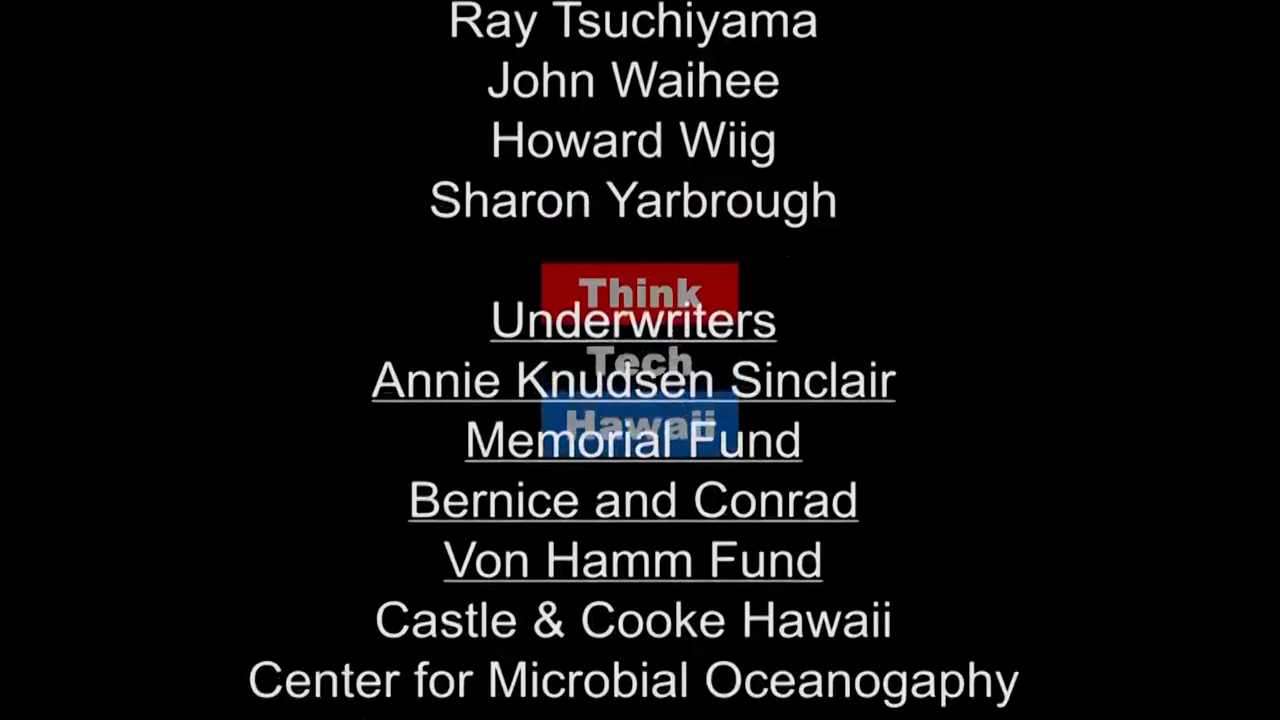 Ray Tsuchiyama
John Waihee
Howard Wiig
Sharon Yarbrough
Think
Underwriters
Tech
Annie Knudsen Sinclair
Hawaii
Memorial Fund
Bernice and Conrad
Von Hamm Fund
Castle & Cooke Hawaii
Center for Microbial Oceanogaphy